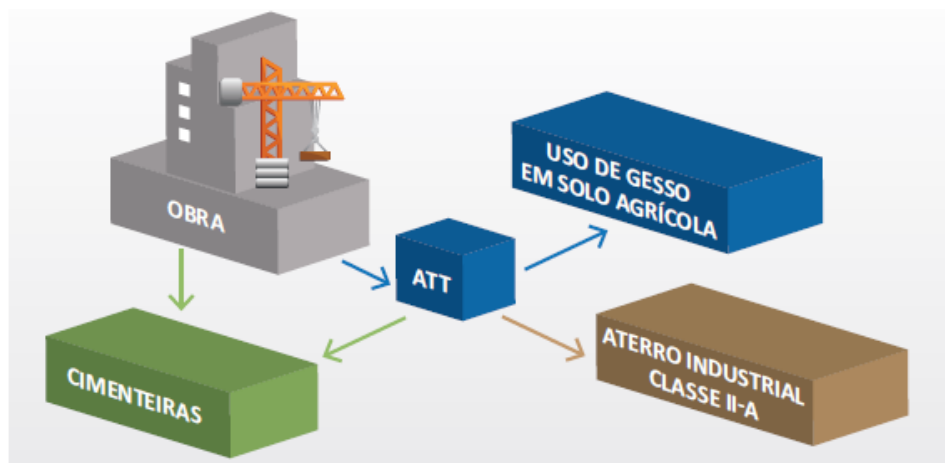 OBRA
USO DE GESSO
EM SOLO AGRÍCOLA
ATT
CIMENTEIRAS
ATERRO INDUSTRIAL
CLASSE II-A